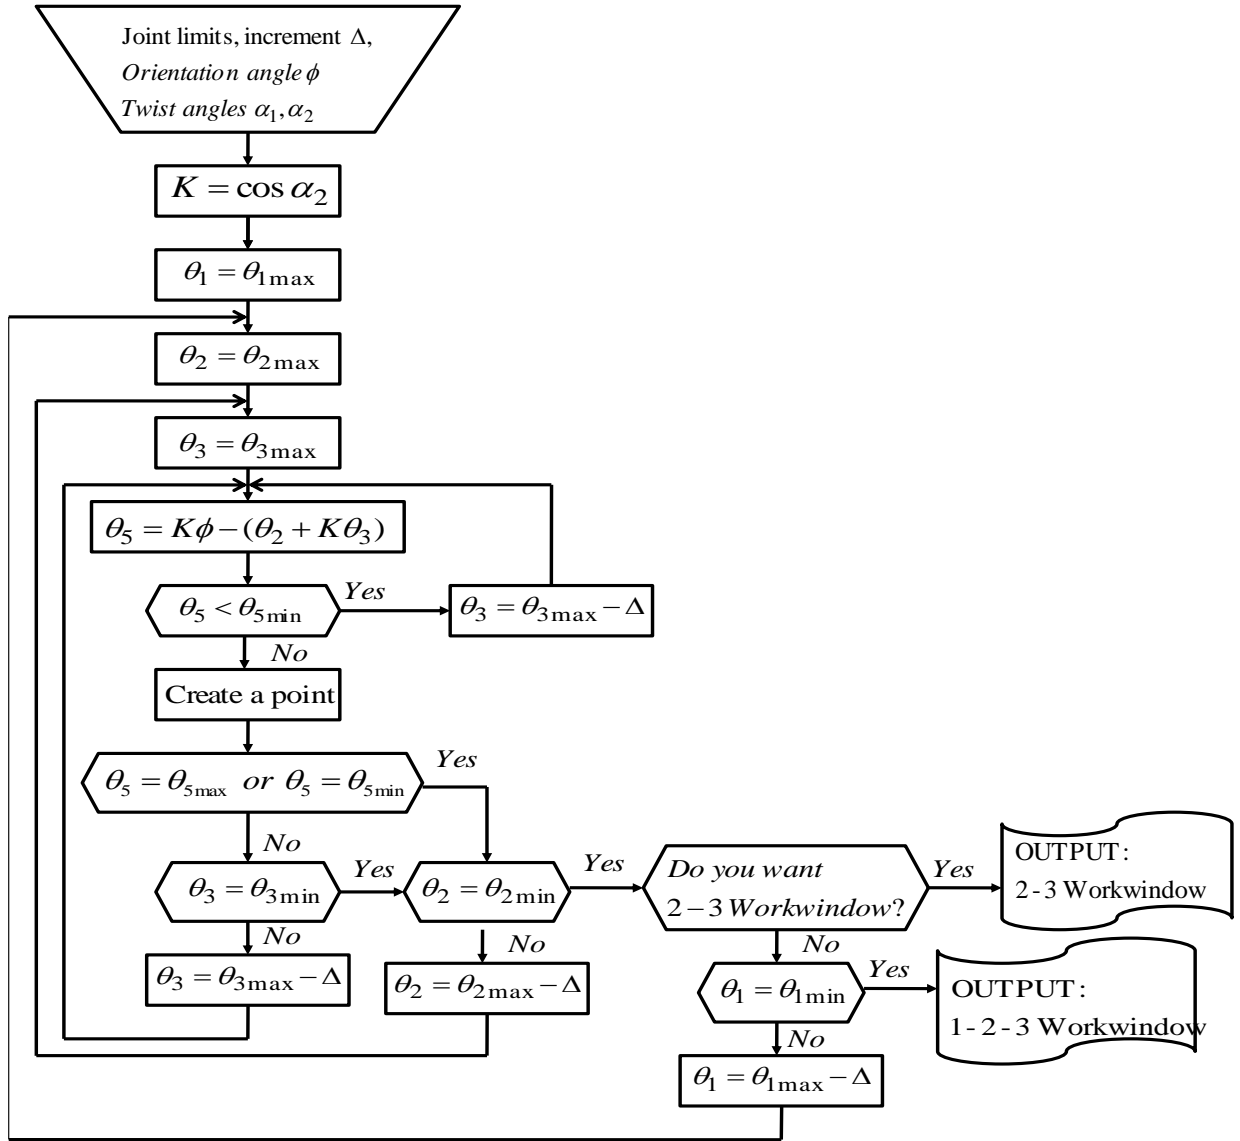 Joint limits, increment Δ,
Orientation angle ϕ
Twist angles α₁, α₂
K = cos α₂
θ₁ = θ₁max
θ₂ = θ₂max
θ₃ = θ₃max
θ₅ = Kϕ – (θ₂ + Kθ₃)
θ₅ < θ₅min
Yes
θ₃ = θ₃max – Δ
No
Create a point
θ₅ = θ₅max or θ₅ = θ₅min
Yes
No
θ₃ = θ₃min
Yes
θ₂ = θ₂min
Yes
Do you want
2 – 3 Workwindow?
Yes
OUTPUT:
2 - 3 Workwindow
No
θ₃ = θ₃max – Δ
No
θ₂ = θ₂max – Δ
No
θ₁ = θ₁min
Yes
OUTPUT:
1 - 2 - 3 Workwindow
No
θ₁ = θ₁max – Δ